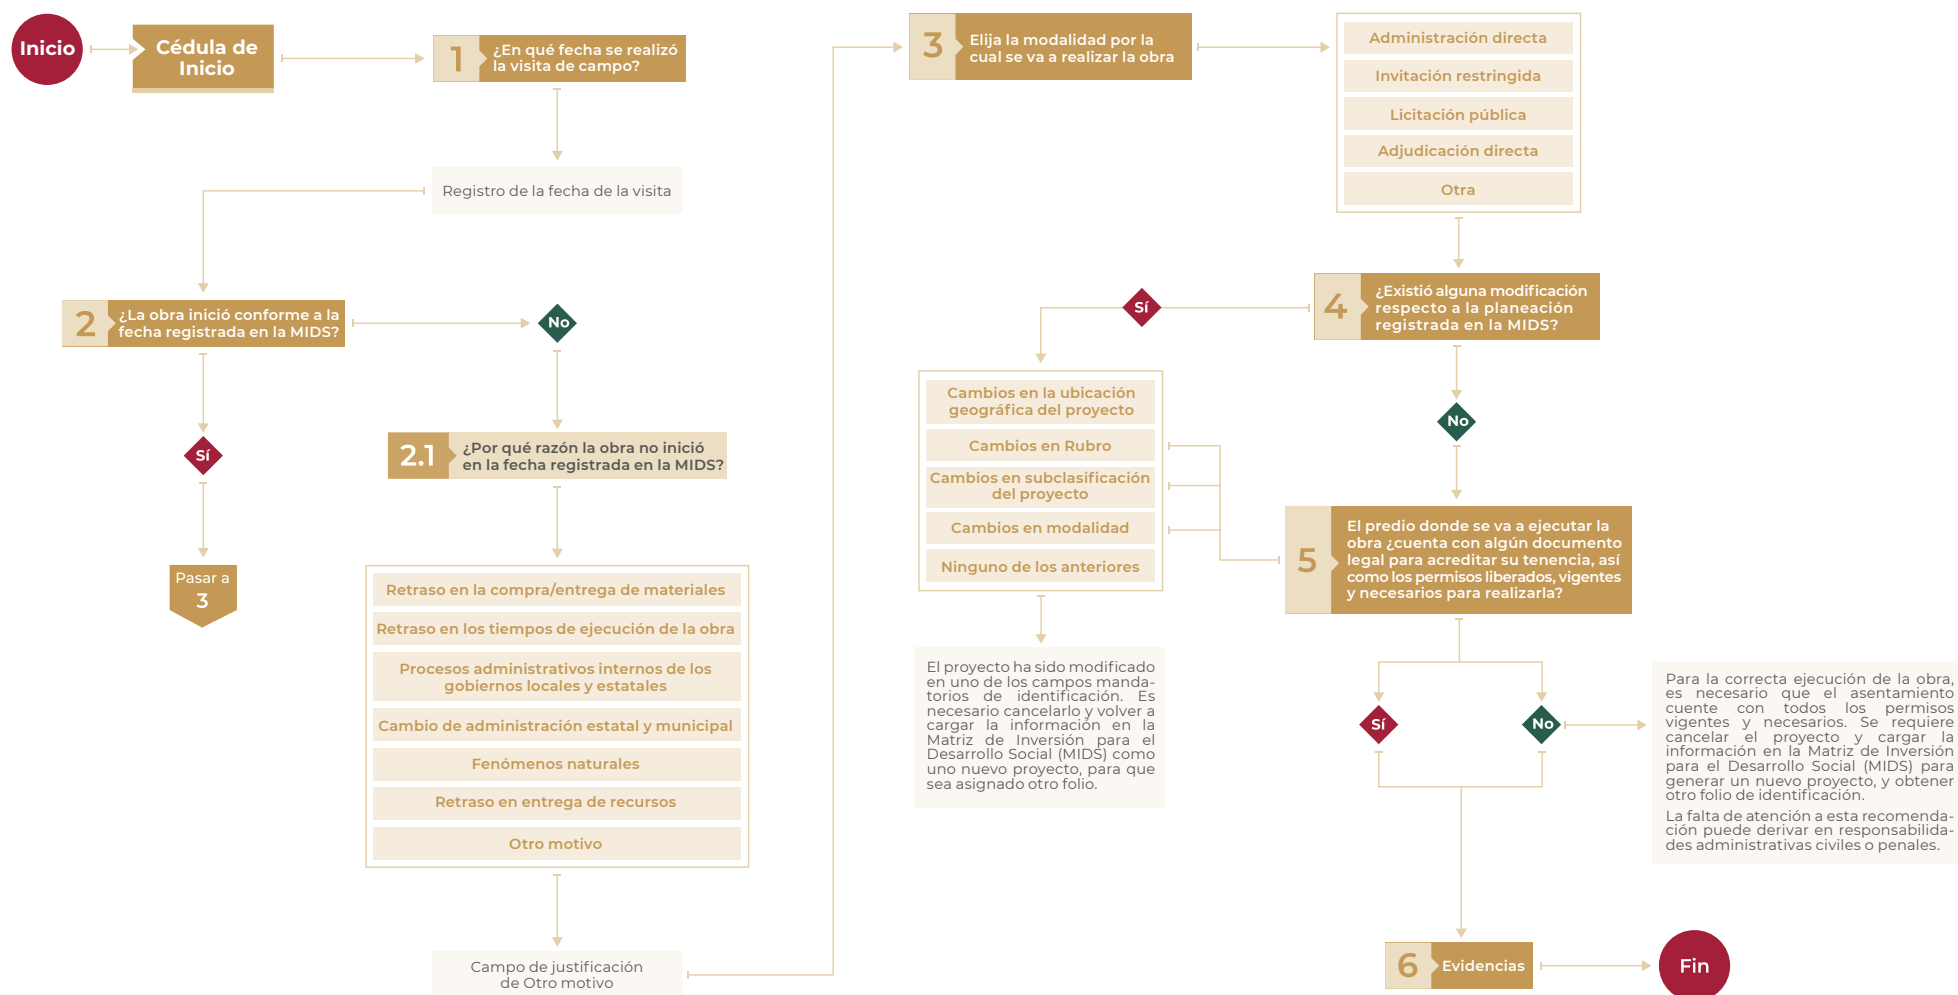 Inicio
Cédula de
Inicio
1
¿En qué fecha se realizó
la visita de campo?
Registro de la fecha de la visita
2
¿La obra inició conforme a la
fecha registrada en la MIDS?
No
Sí
Pasar a
3
2.1
¿Por qué razón la obra no inició
en la fecha registrada en la MIDS?
Retraso en la compra/entrega de materiales
Retraso en los tiempos de ejecución de la obra
Procesos administrativos internos de los
gobiernos locales y estatales
Cambio de administración estatal y municipal
Fenómenos naturales
Retraso en entrega de recursos
Otro motivo
Campo de justificación
de Otro motivo
3
Elija la modalidad por la
cual se va a realizar la obra
Administración directa
Invitación restringida
Licitación pública
Adjudicación directa
Otra
4
¿Existió alguna modificación
respecto a la planeación
registrada en la MIDS?
Sí
Cambios en la ubicación
geográfica del proyecto
Cambios en Rubro
Cambios en subclasificación
del proyecto
Cambios en modalidad
Ninguno de los anteriores
El proyecto ha sido modificado
en uno de los campos manda-
torios de identificación. Es
necesario cancelarlo y volver a
cargar la información en la
Matriz de Inversión para el
Desarrollo Social (MIDS) como
uno nuevo proyecto, para que
sea asignado otro folio.
No
5
El predio donde se va a ejecutar la
obra ¿cuenta con algún documento
legal para acreditar su tenencia, así
como los permisos liberados, vigentes
y necesarios para realizarla?
Sí
No
Para la correcta ejecución de la obra,
es necesario que el asentamiento
cuente con todos los permisos
vigentes y necesarios. Se requiere
cancelar el proyecto y cargar la
información en la Matriz de Inversión
para el Desarrollo Social (MIDS) para
generar un nuevo proyecto, y obtener
otro folio de identificación.
La falta de atención a esta recomenda-
ción puede derivar en responsabilida-
des administrativas civiles o penales.
6
Evidencias
Fin